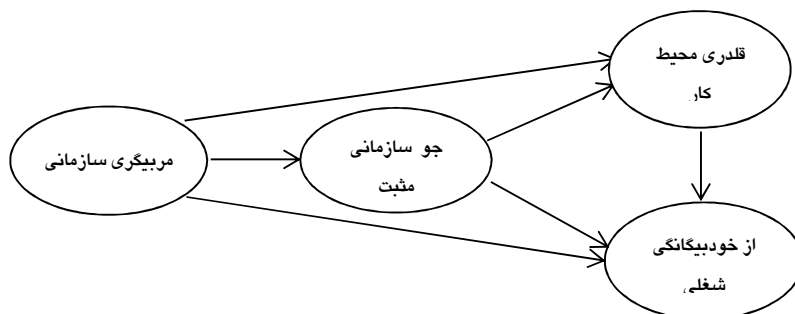 قلدری محیط
کار
جو سازمانی
مثبت
مربیگری سازمانی
از خودبیگانگی
شغلی